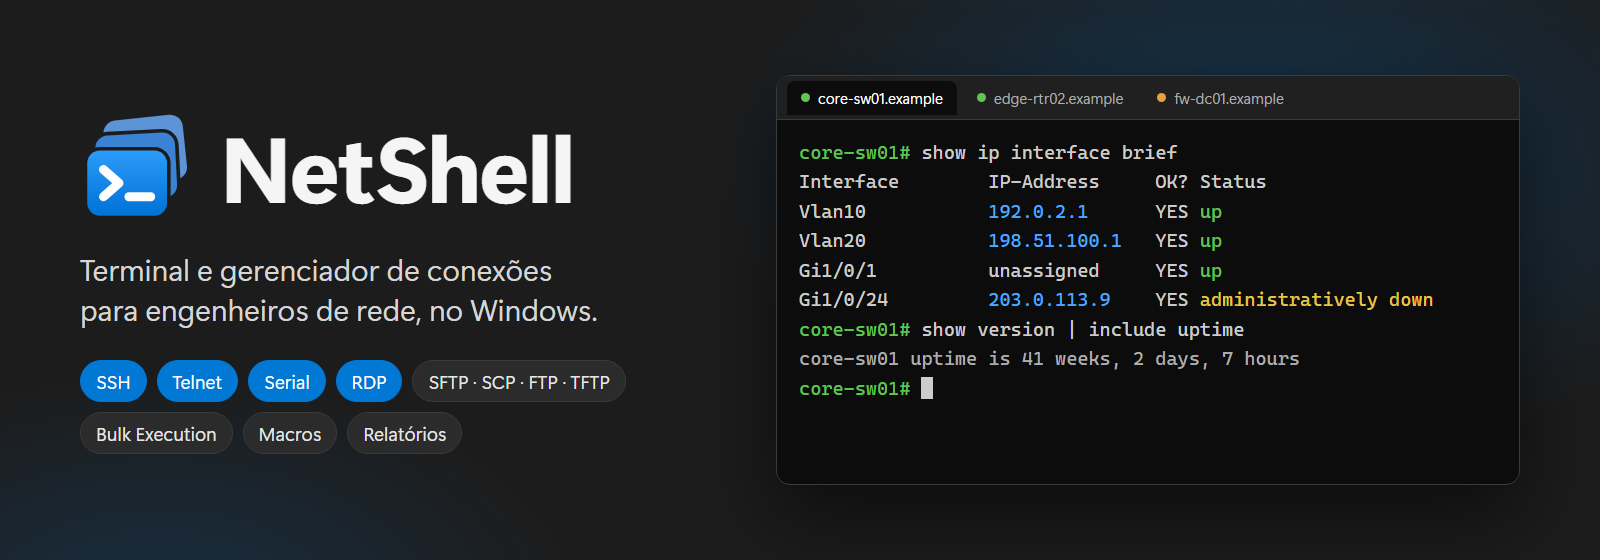 NetShell
Terminal e gerenciador de conexões
para engenheiros de rede, no Windows.
SSH Telnet Serial RDP SFTP · SCP · FTP · TFTP
Bulk Execution Macros Relatórios
core-sw01.example edge-rtr02.example fw-dc01.example
core-sw01# show ip interface brief
Interface IP-Address OK? Status
Vlan10 192.0.2.1 YES up
Vlan20 198.51.100.1 YES up
Gi1/0/1 unassigned YES up
Gi1/0/24 203.0.113.9 YES administratively down
core-sw01# show version | include uptime
core-sw01 uptime is 41 weeks, 2 days, 7 hours
core-sw01#